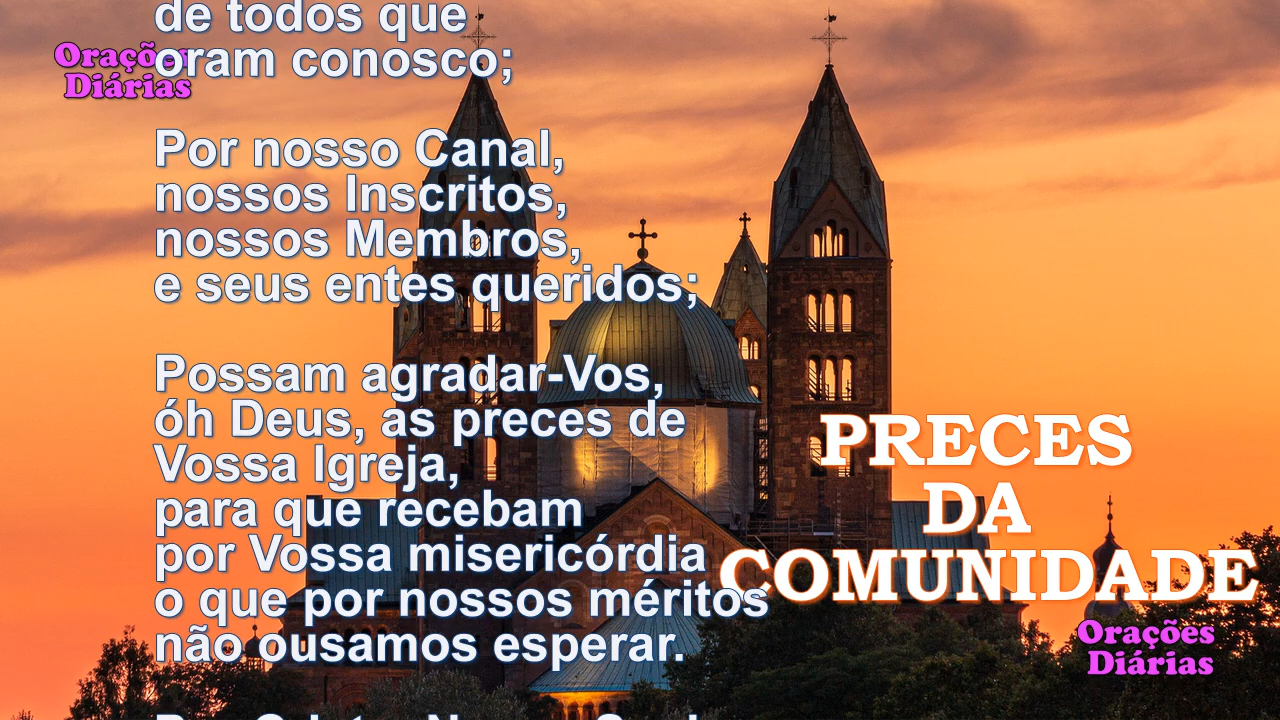 de todos que
oram conosco;
Orações
Diárias
Por nosso Canal,
nossos Inscritos,
nossos Membros,
e seus entes queridos;
Possam agradar-Vos,
óh Deus, as preces de
Vossa Igreja,
para que recebam
por Vossa misericórdia
o que por nossos méritos
não ousamos esperar.
PRECES
DA
COMUNIDADE
Orações
Diárias